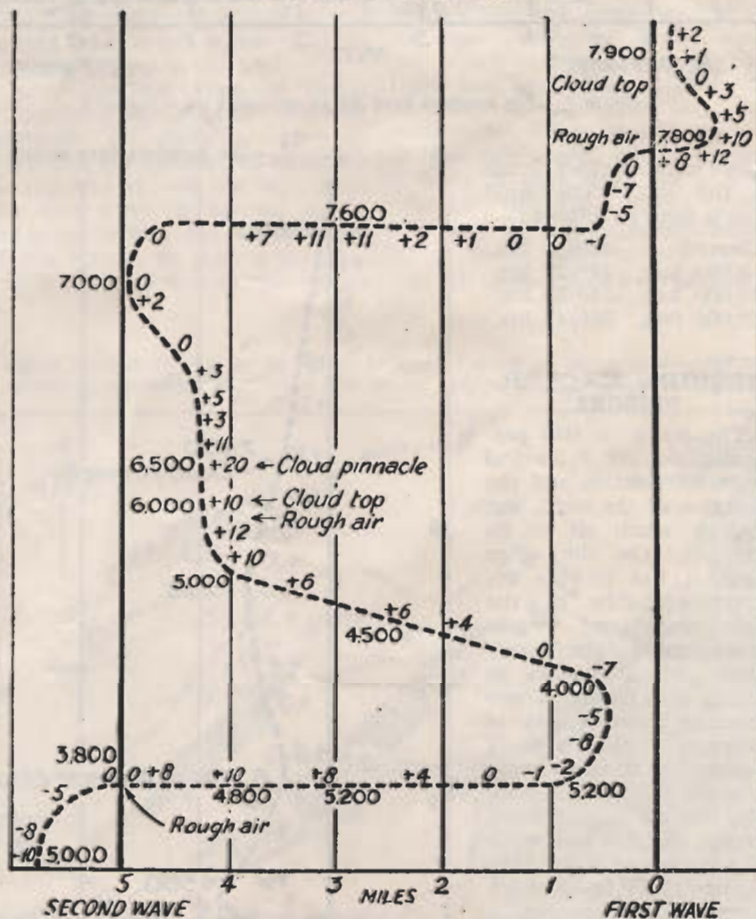 +2
7,900 +1
Cloud top 0
+3
+5
Rough air 7.800 +10
0 ÷8 +12
-7
7.600 -5
0 +7 +11 +11 +2 +1 0 0 -1
7.000 0
+2
0
+3
+5
+3
+11
6,500 +20 ← Cloud pinnacle
6.000 +10 ← Cloud top
← Rough air
+12
+10
5.000 +6
+6 +4
4.500
0 -7
4.000
-5
-8
3.800
0 0 +8 +10 +8 +4 0 -1 -2
-5 4.800 5,200 5,200
Rough air
-8
-10 5,000
5 4 3 2 1 0
SECOND WAVE MILES FIRST WAVE